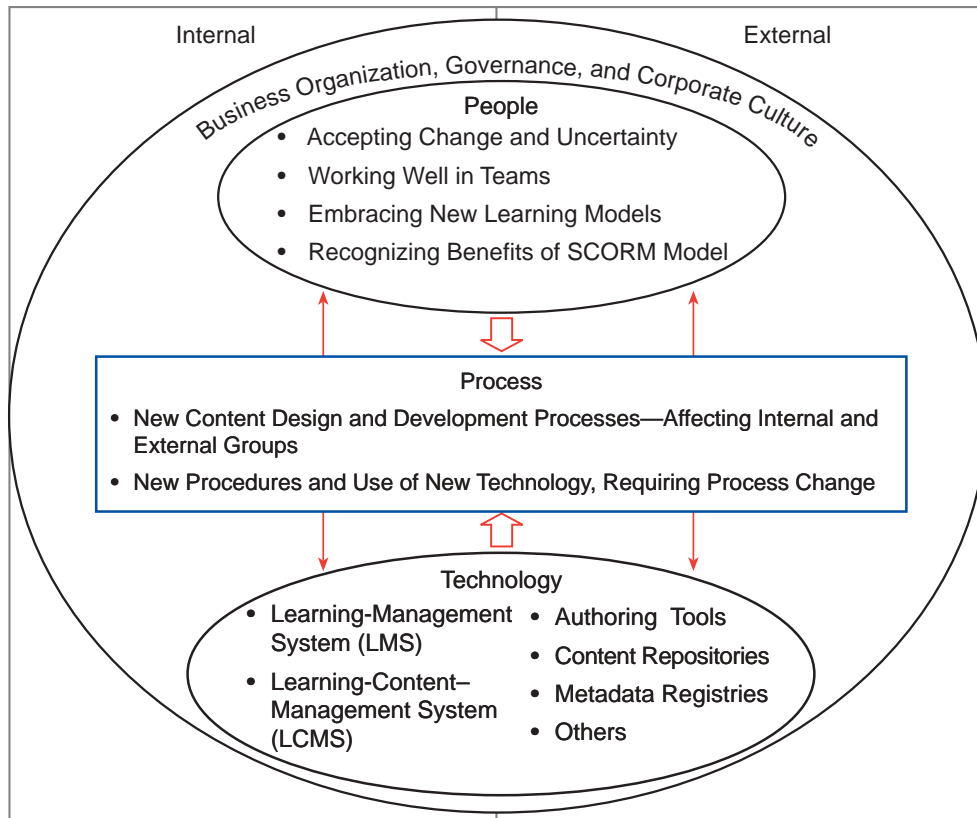 Internal
External
Business Organization, Governance, and Corporate Culture
People
• Accepting Change and Uncertainty
• Working Well in Teams
• Embracing New Learning Models
• Recognizing Benefits of SCORM Model
Process
• New Content Design and Development Processes—Affecting Internal and
External Groups
• New Procedures and Use of New Technology, Requiring Process Change
Technology
• Learning-Management
System (LMS)
• Learning-Content–
Management System
(LCMS)
• Authoring Tools
• Content Repositories
• Metadata Registries
• Others